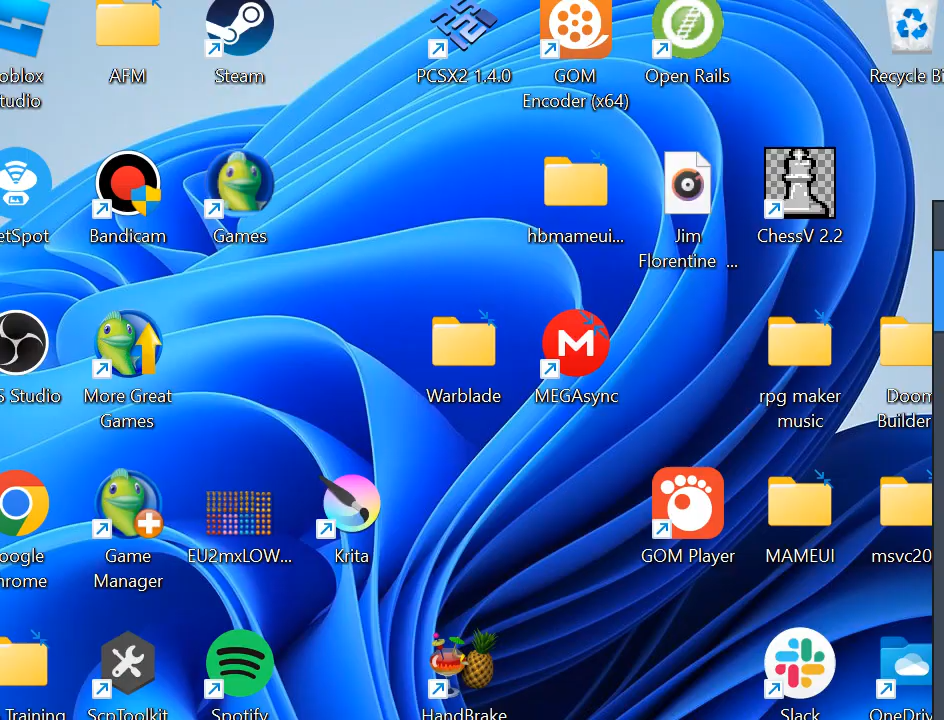 oblox
tudio
AFM
Steam
PCSX2 1.4.0
GOM
Encoder (x64)
Open Rails
Recycle Bi
etSpot
Bandicam
Games
hbmameui...
Jim
Florentine ...
ChessV 2.2
S Studio
More Great
Games
Warblade
MEGAsync
rpg maker
music
Doom
Builder
oogle
hrome
Game
Manager
EU2mxLOW...
Krita
GOM Player
MAMEUI
msvc20
Training
ScpToolkit
Spotify
HandBrake
Slack
OneDriv